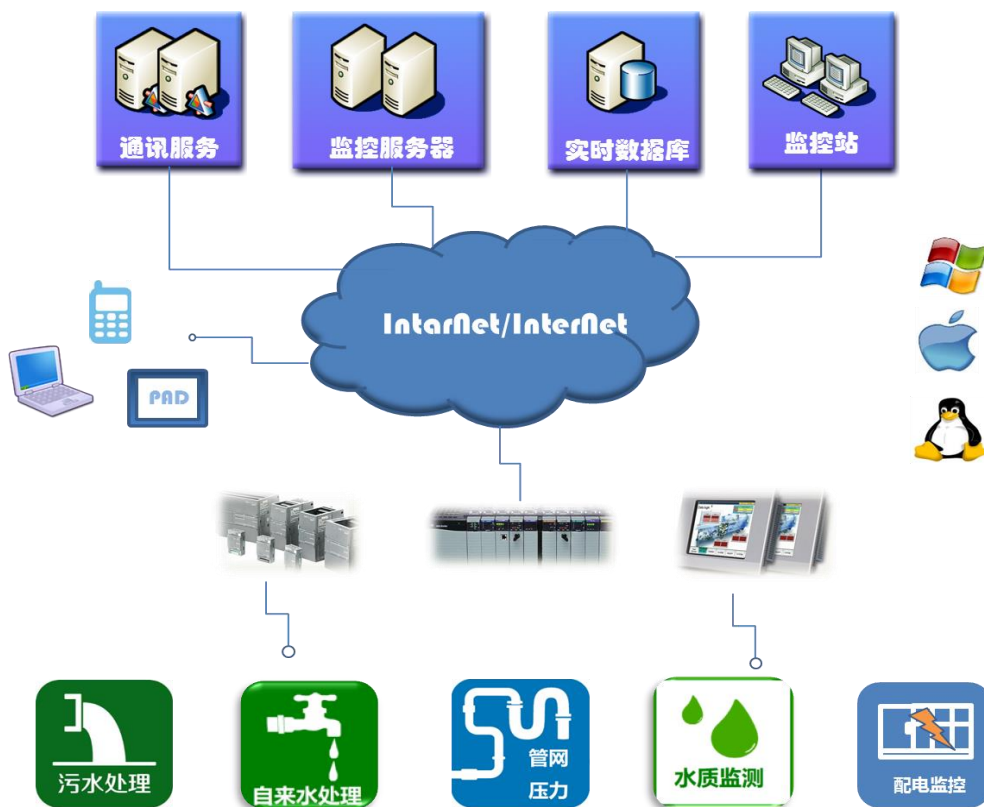 通讯服务
监控服务器
实时数据库
监控站
IntarNet/InterNet
PAD
污水处理
自来水处理
管网
压力
水质监测
配电监控